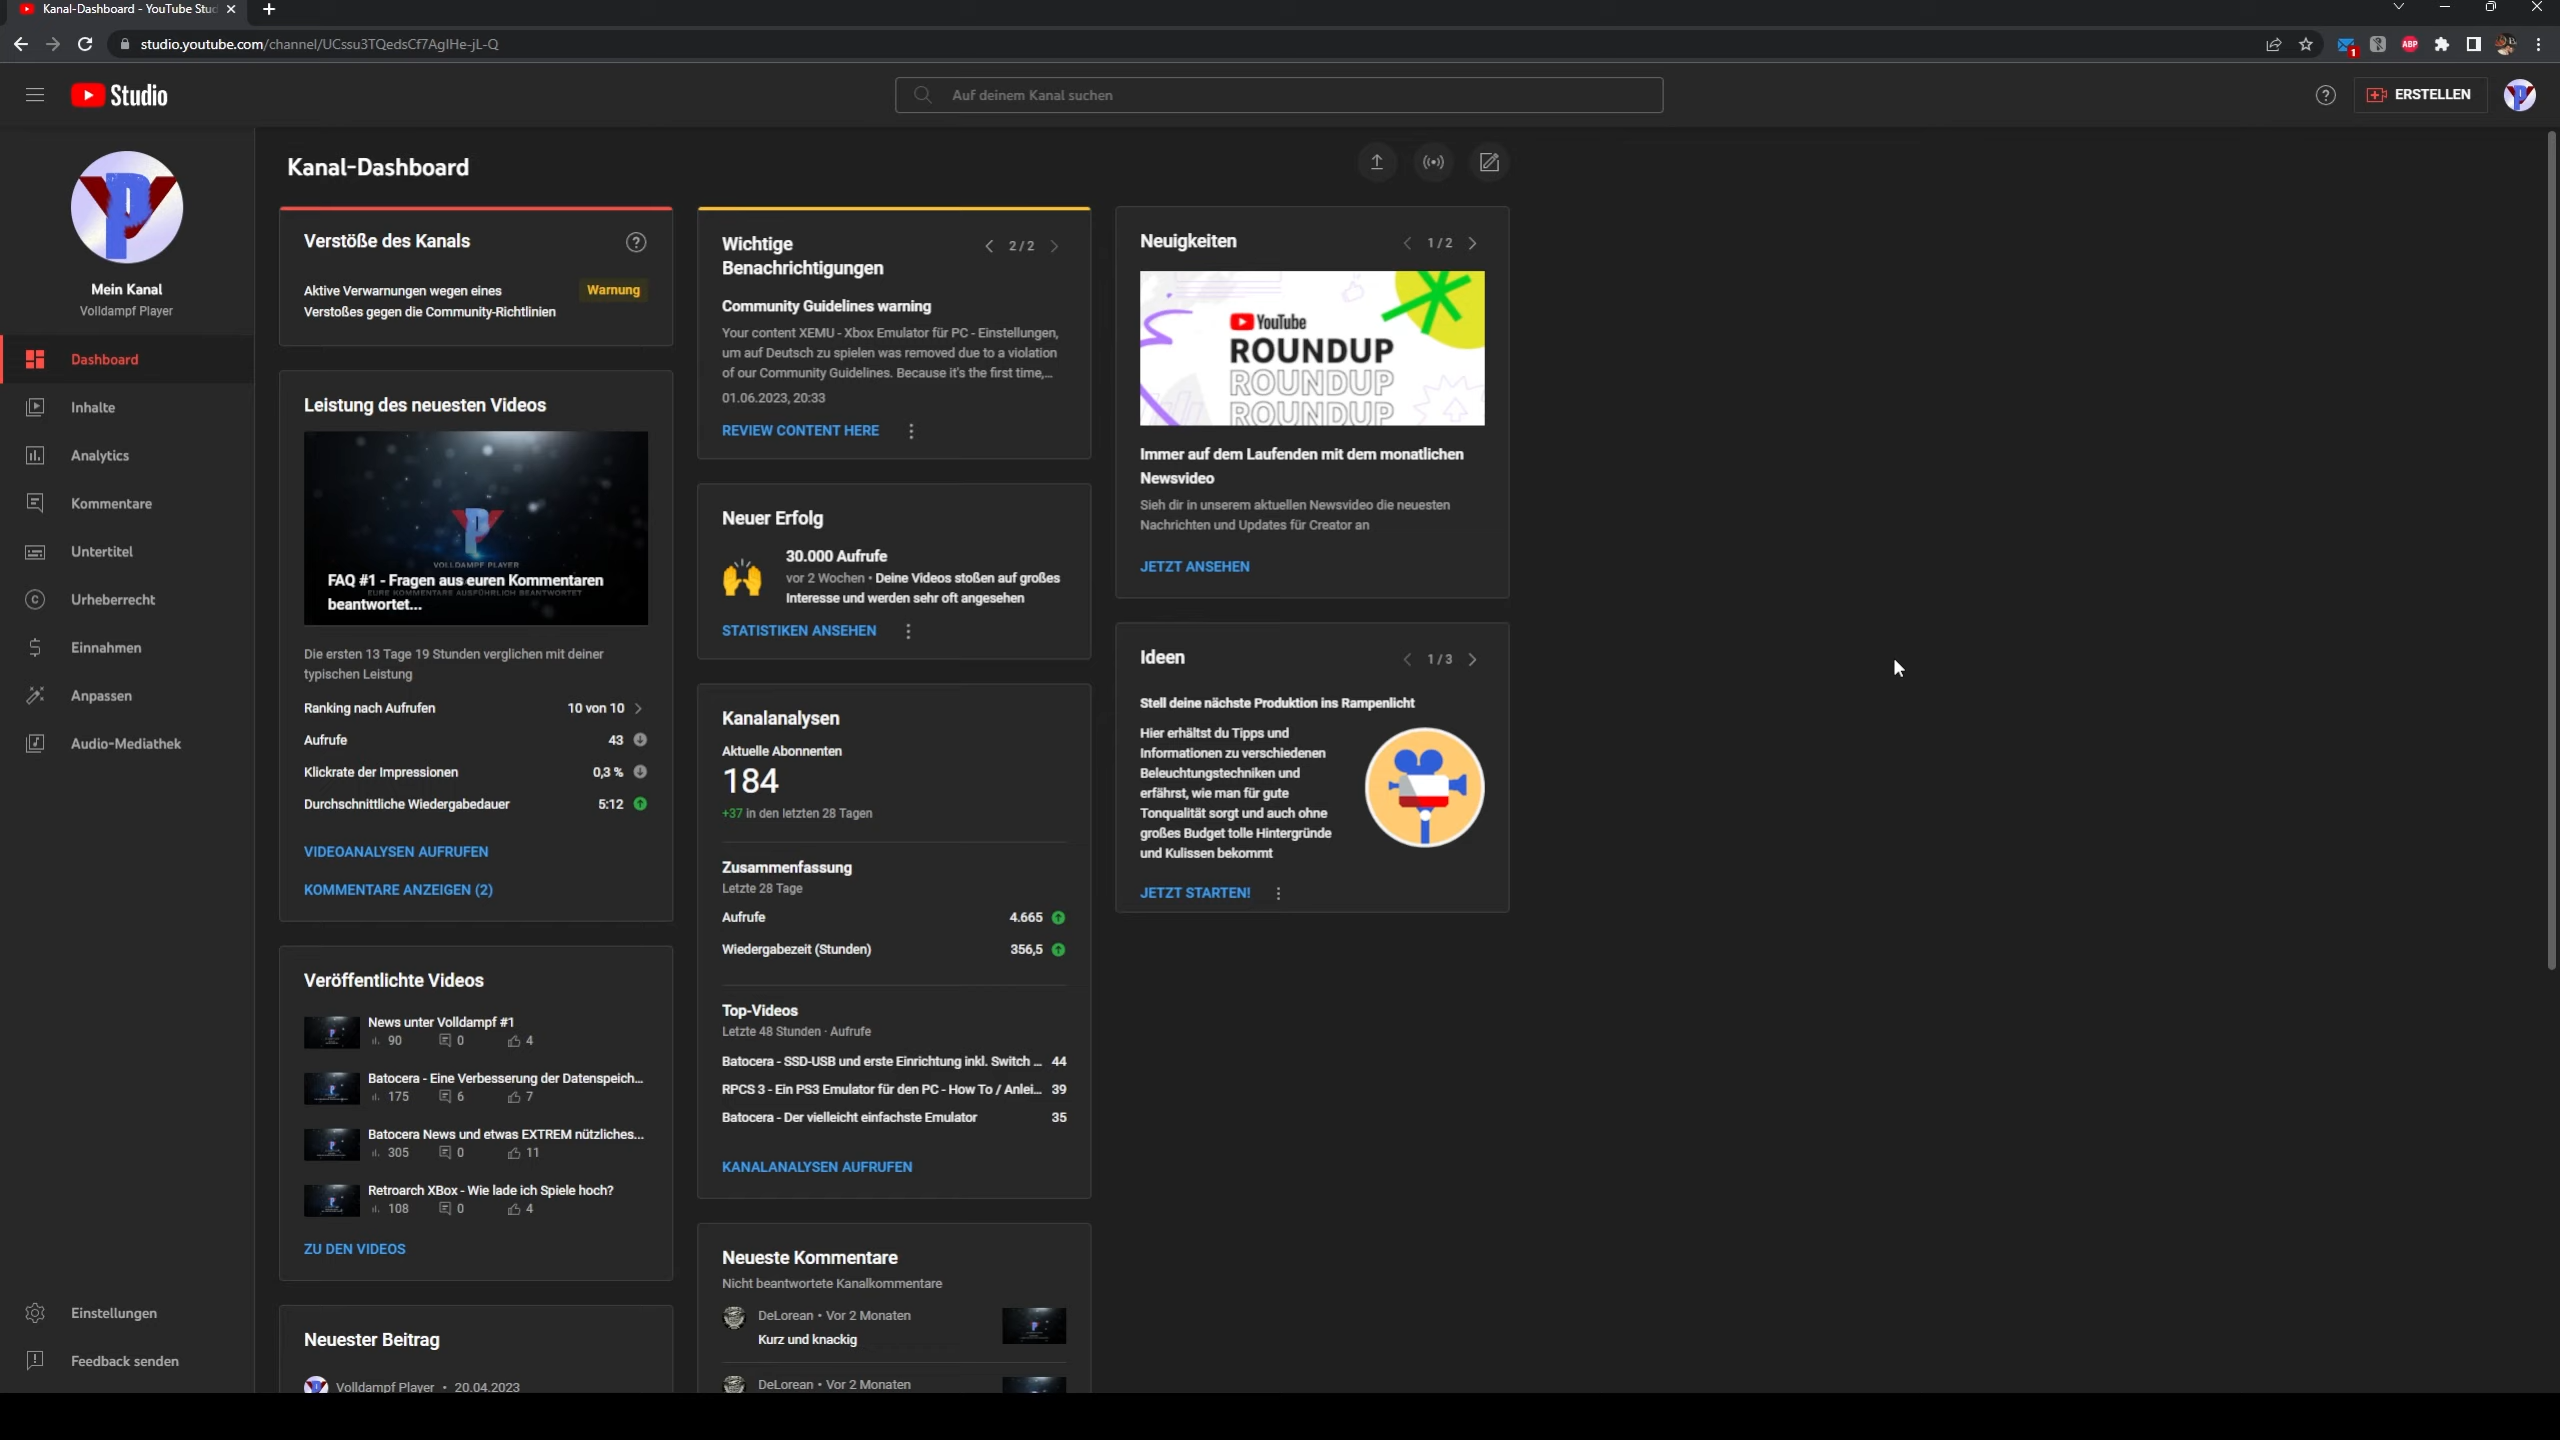 Kanal-Dashboard - YouTube Stud
studio.youtube.com/channel/UCssu3TQedsCf7AglHe-jL-Q
1
ABP
Studio
Auf deinem Kanal suchen
ERSTELLEN
Mein Kanal
Volldampf Player
Dashboard
Inhalte
Analytics
Kommentare
Untertitel
Urheberrecht
Einnahmen
Anpassen
Audio-Mediathek
Einstellungen
Feedback senden
Kanal-Dashboard
Verstöße des Kanals
Aktive Verwarnungen wegen eines
Verstoßes gegen die Community-Richtlinien
Warnung
Leistung des neuesten Videos
VOLLDAMPF PLAYER
FAQ #1 - Fragen aus euren Kommentaren
EURE KOMMENTARE AUSFÜHRLICH BEANTWORTET
beantwortet...
Die ersten 13 Tage 19 Stunden verglichen mit deiner
typischen Leistung
Ranking nach Aufrufen 10 von 10
Aufrufe 43
Klickrate der Impressionen 0,3 %
Durchschnittliche Wiedergabedauer 5:12
VIDEOANALYSEN AUFRUFEN
KOMMENTARE ANZEIGEN (2)
Veröffentlichte Videos
News unter Volldampf #1
90 0 4
Batocera - Eine Verbesserung der Datenspeich...
175 6 7
Batocera News und etwas EXTREM nützliches...
305 0 11
Retroarch XBox - Wie lade ich Spiele hoch?
108 0 4
ZU DEN VIDEOS
Neuester Beitrag
Volldampf Player • 20.04.2023
Wichtige
Benachrichtigungen
2/2
Community Guidelines warning
Your content XEMU - Xbox Emulator für PC - Einstellungen,
um auf Deutsch zu spielen was removed due to a violation
of our Community Guidelines. Because it's the first time,...
01.06.2023, 20:33
REVIEW CONTENT HERE
Neuer Erfolg
30.000 Aufrufe
vor 2 Wochen • Deine Videos stoßen auf großes
Interesse und werden sehr oft angesehen
STATISTIKEN ANSEHEN
Kanalanalysen
Aktuelle Abonnenten
184
+37 in den letzten 28 Tagen
Zusammenfassung
Letzte 28 Tage
Aufrufe 4.665
Wiedergabezeit (Stunden) 356,5
Top-Videos
Letzte 48 Stunden · Aufrufe
Batocera - SSD-USB und erste Einrichtung inkl. Switch ... 44
RPCS 3 - Ein PS3 Emulator für den PC - How To / Anlei... 39
Batocera - Der vielleicht einfachste Emulator 35
KANALANALYSEN AUFRUFEN
Neueste Kommentare
Nicht beantwortete Kanalkommentare
DeLorean • Vor 2 Monaten
Kurz und knackig
DeLorean • Vor 2 Monaten
Neuigkeiten
1/2
YouTube
ROUNDUP
ROUNDUP
ROUNDUP
Immer auf dem Laufenden mit dem monatlichen
Newsvideo
Sieh dir in unserem aktuellen Newsvideo die neuesten
Nachrichten und Updates für Creator an
JETZT ANSEHEN
Ideen
1/3
Stell deine nächste Produktion ins Rampenlicht
Hier erhältst du Tipps und
Informationen zu verschiedenen
Beleuchtungstechniken und
erfährst, wie man für gute
Tonqualität sorgt und auch ohne
großes Budget tolle Hintergründe
und Kulissen bekommt
JETZT STARTEN!